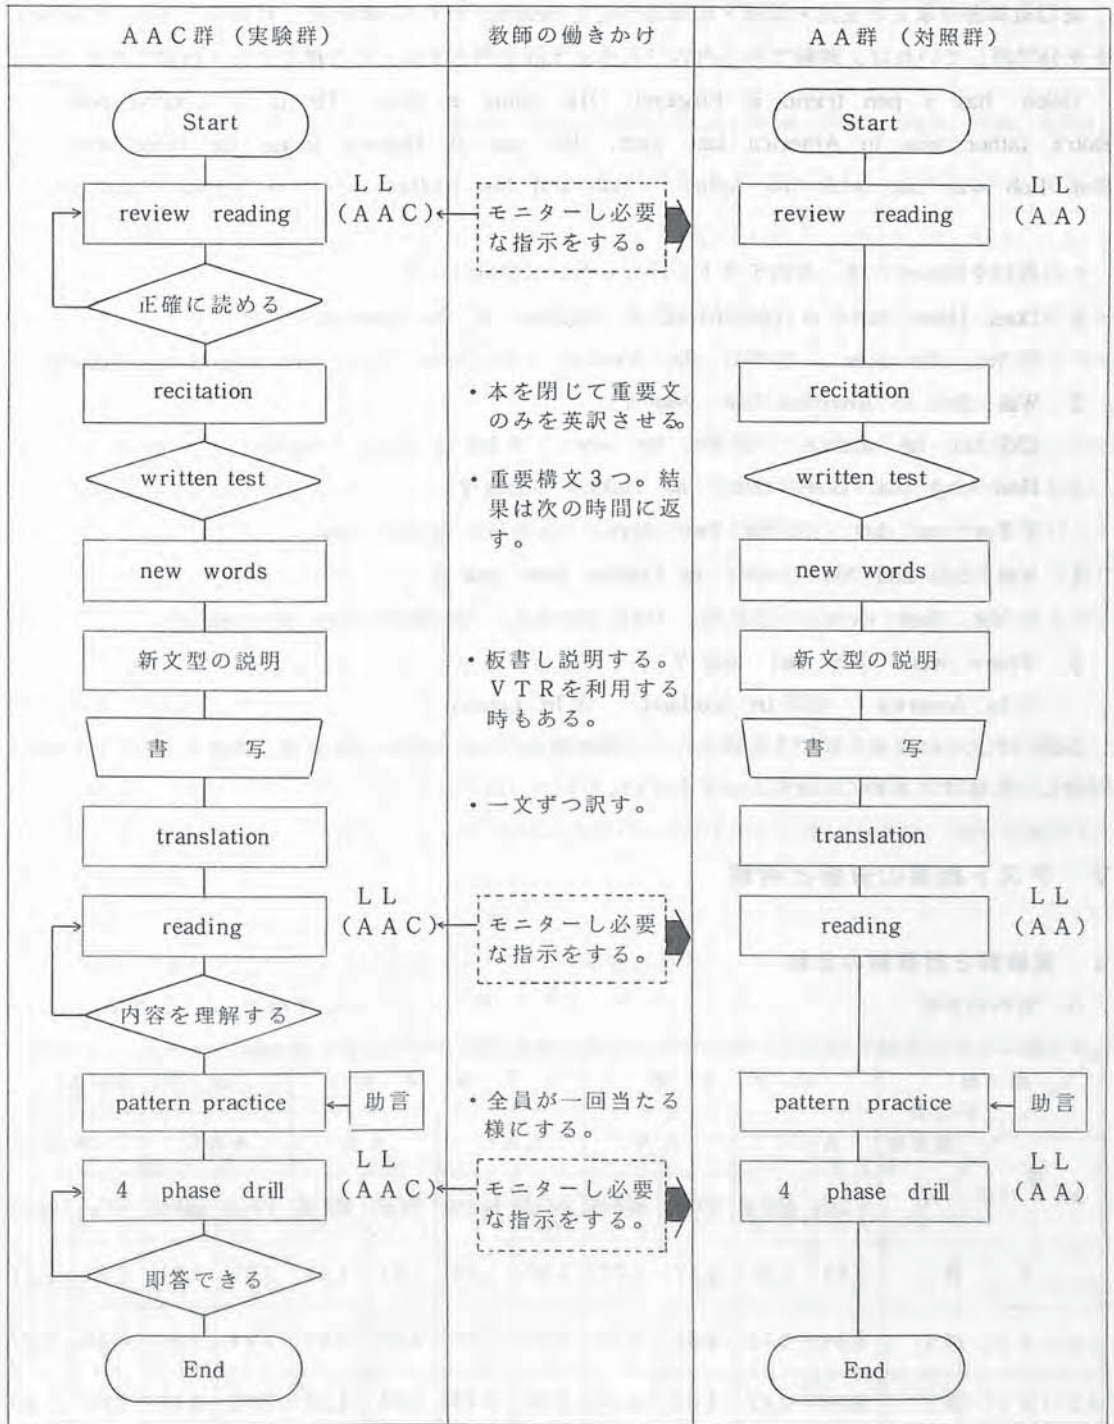 AAC群（実験群）
教師の働きかけ
AA群（対照群）
Start
Start
review reading
LL
(AAC)
モニターし必要
な指示をする。
review reading
LL
(AA)
正確に読める
recitation
・本を閉じて重要文
のみを英訳させる。
recitation
written test
・重要構文3つ。結
果は次の時間に返
す。
written test
new words
new words
新文型の説明
・板書し説明する。
VTRを利用する
時もある。
新文型の説明
書写
書写
translation
・一文ずつ訳す。
translation
reading
LL
(AAC)
モニターし必要
な指示をする。
reading
LL
(AA)
内容を理解する
pattern practice
助言
・全員が一回当たる
様にする。
pattern practice
助言
4 phase drill
LL
(AAC)
モニターし必要
な指示をする。
4 phase drill
LL
(AA)
即答できる
End
End